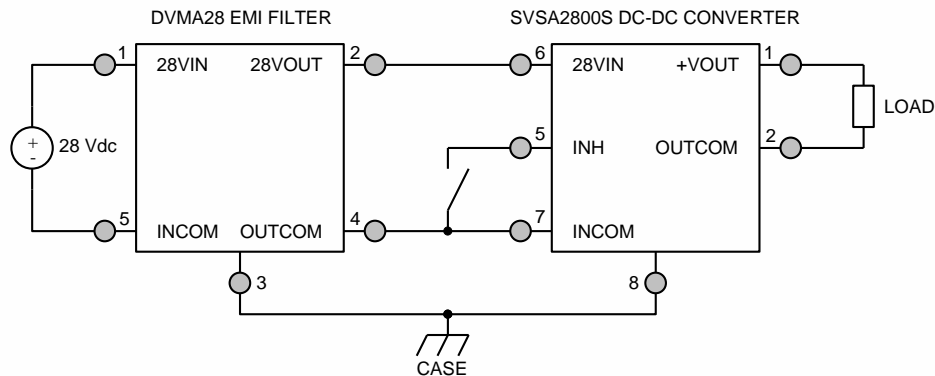 DVMA28 EMI FILTER
SVSA2800S DC-DC CONVERTER
1
28VIN
28VOUT
2
6
28VIN
+VOUT
1
+
-
28 Vdc
5
INH
OUTCOM
2
LOAD
5
INCOM
OUTCOM
4
7
INCOM
3
8
CASE